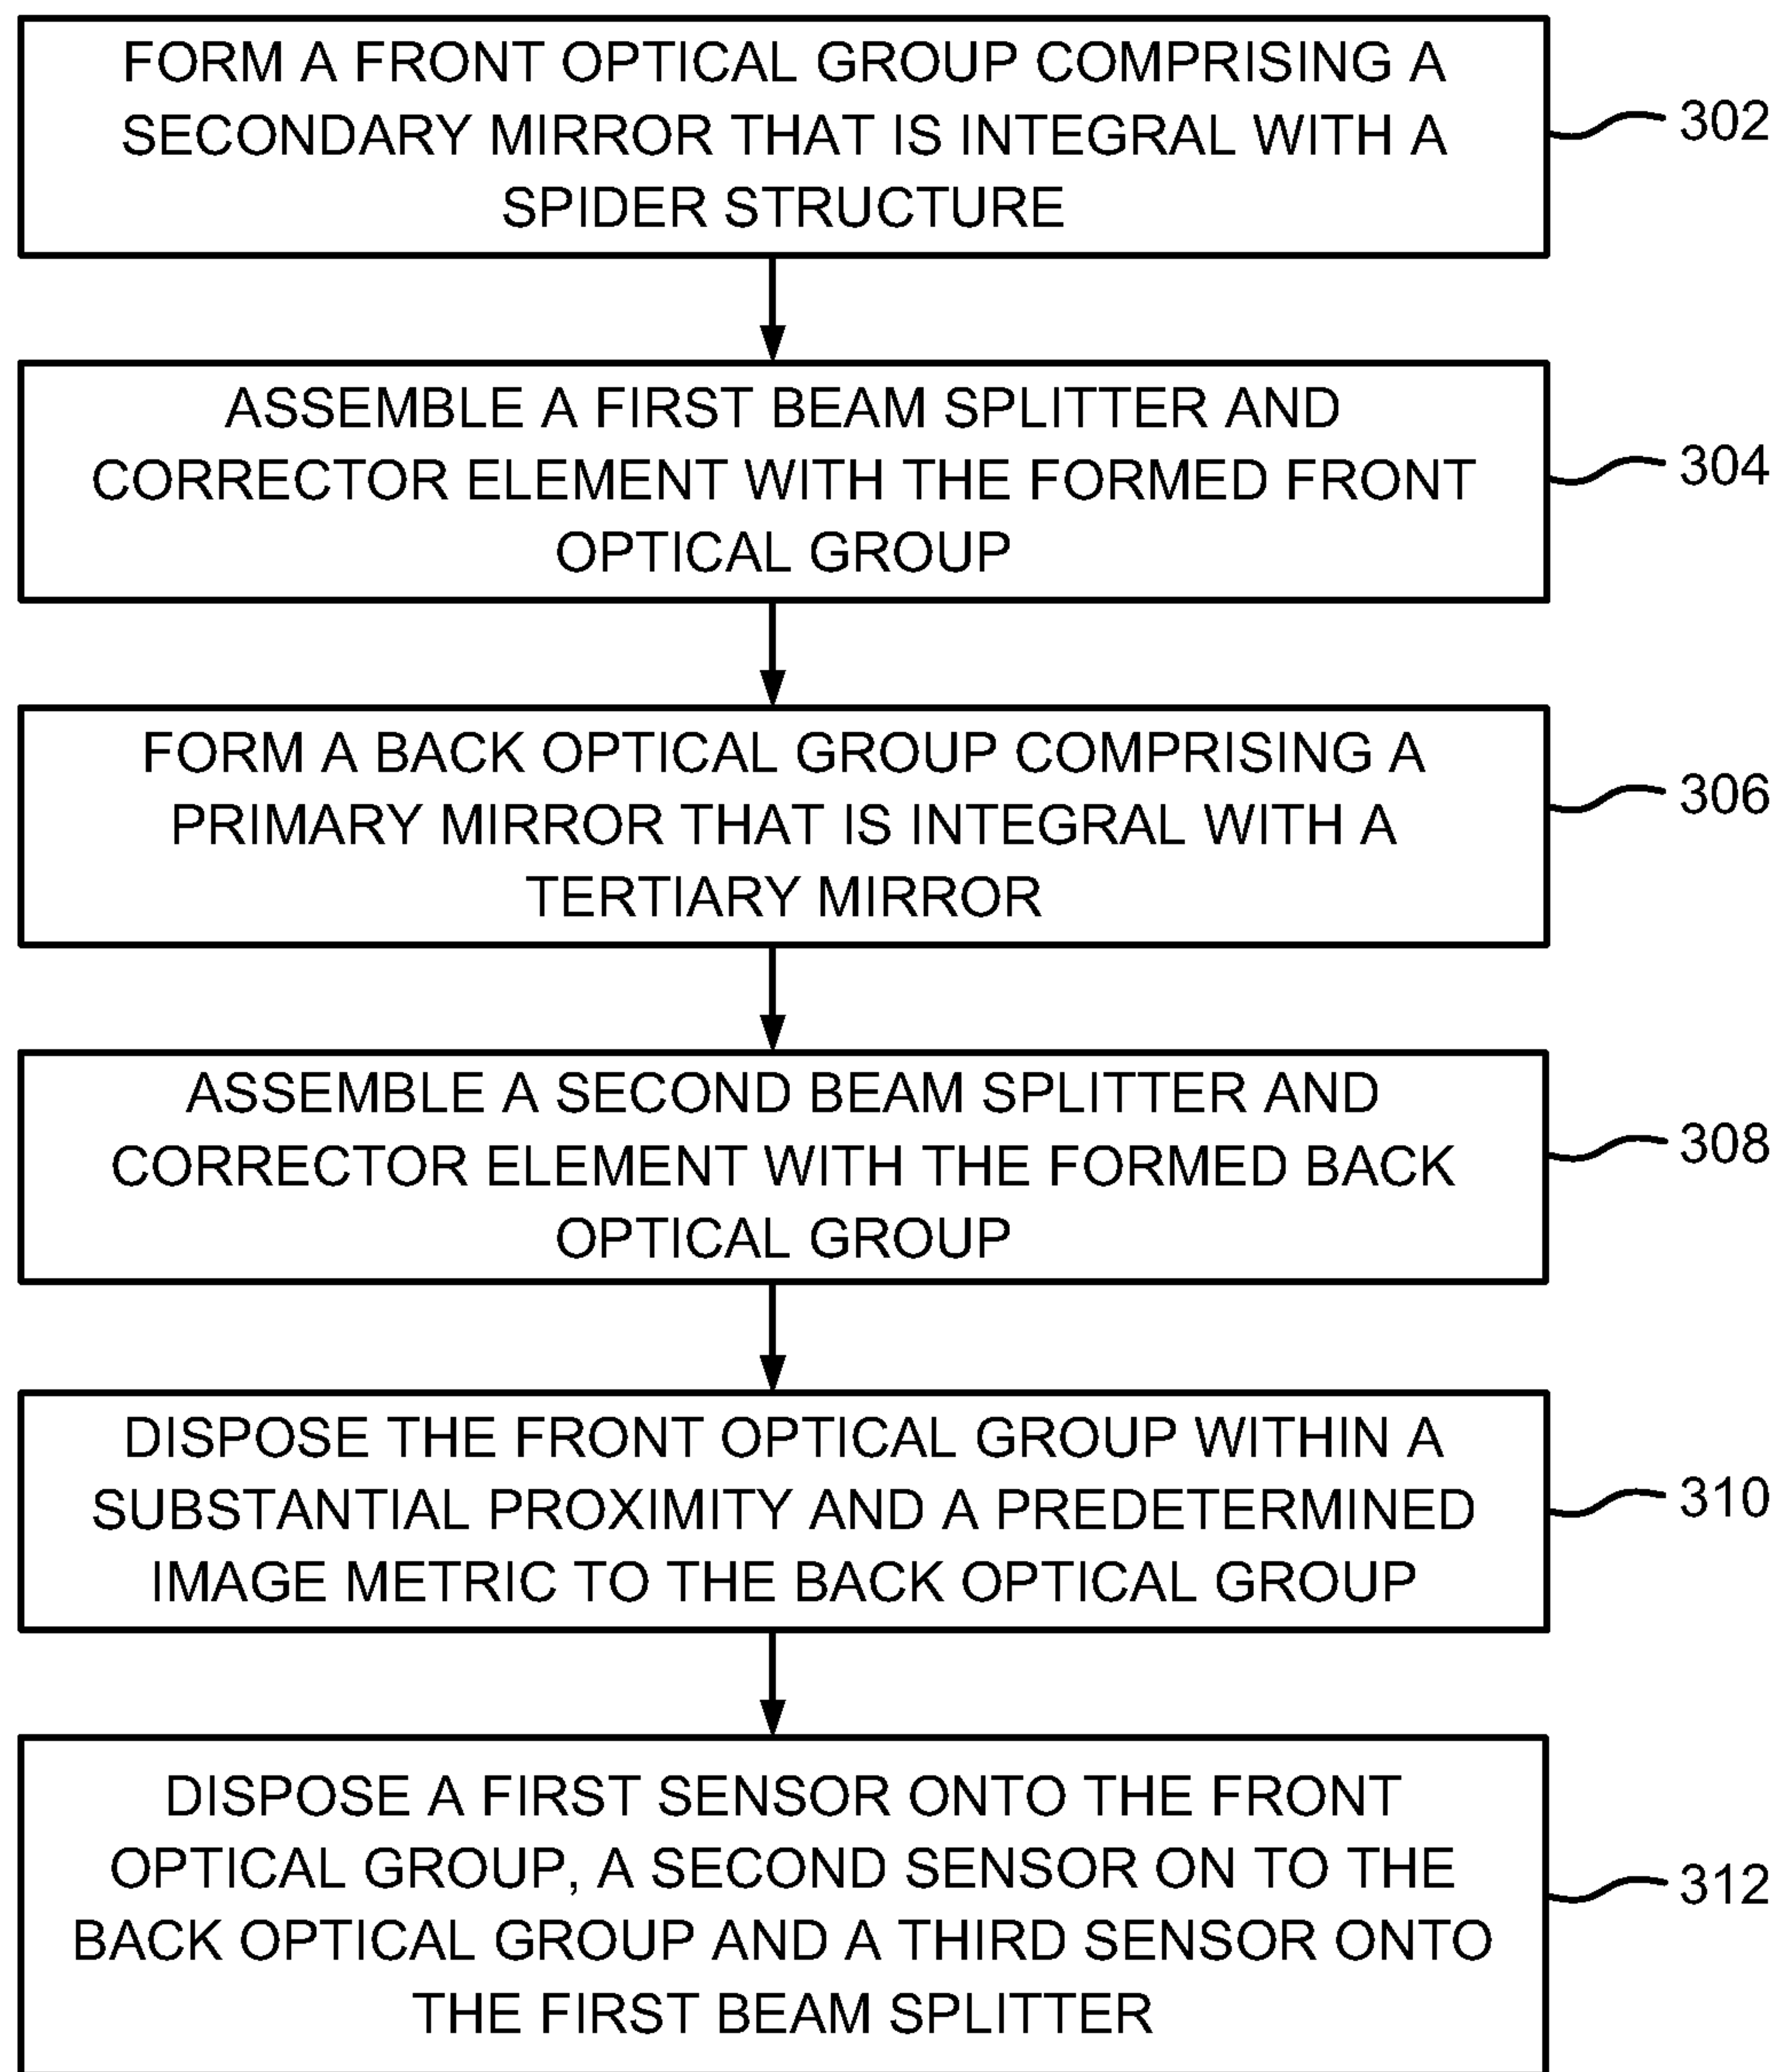 FORM A FRONT OPTICAL GROUP COMPRISING A
SECONDARY MIRROR THAT IS INTEGRAL WITH A
SPIDER STRUCTURE
302
ASSEMBLE A FIRST BEAM SPLITTER AND
CORRECTOR ELEMENT WITH THE FORMED FRONT
OPTICAL GROUP
304
FORM A BACK OPTICAL GROUP COMPRISING A
PRIMARY MIRROR THAT IS INTEGRAL WITH A
TERTIARY MIRROR
306
ASSEMBLE A SECOND BEAM SPLITTER AND
CORRECTOR ELEMENT WITH THE FORMED BACK
OPTICAL GROUP
308
DISPOSE THE FRONT OPTICAL GROUP WITHIN A
SUBSTANTIAL PROXIMITY AND A PREDETERMINED
IMAGE METRIC TO THE BACK OPTICAL GROUP
310
DISPOSE A FIRST SENSOR ONTO THE FRONT
OPTICAL GROUP, A SECOND SENSOR ON TO THE
BACK OPTICAL GROUP AND A THIRD SENSOR ONTO
THE FIRST BEAM SPLITTER
312